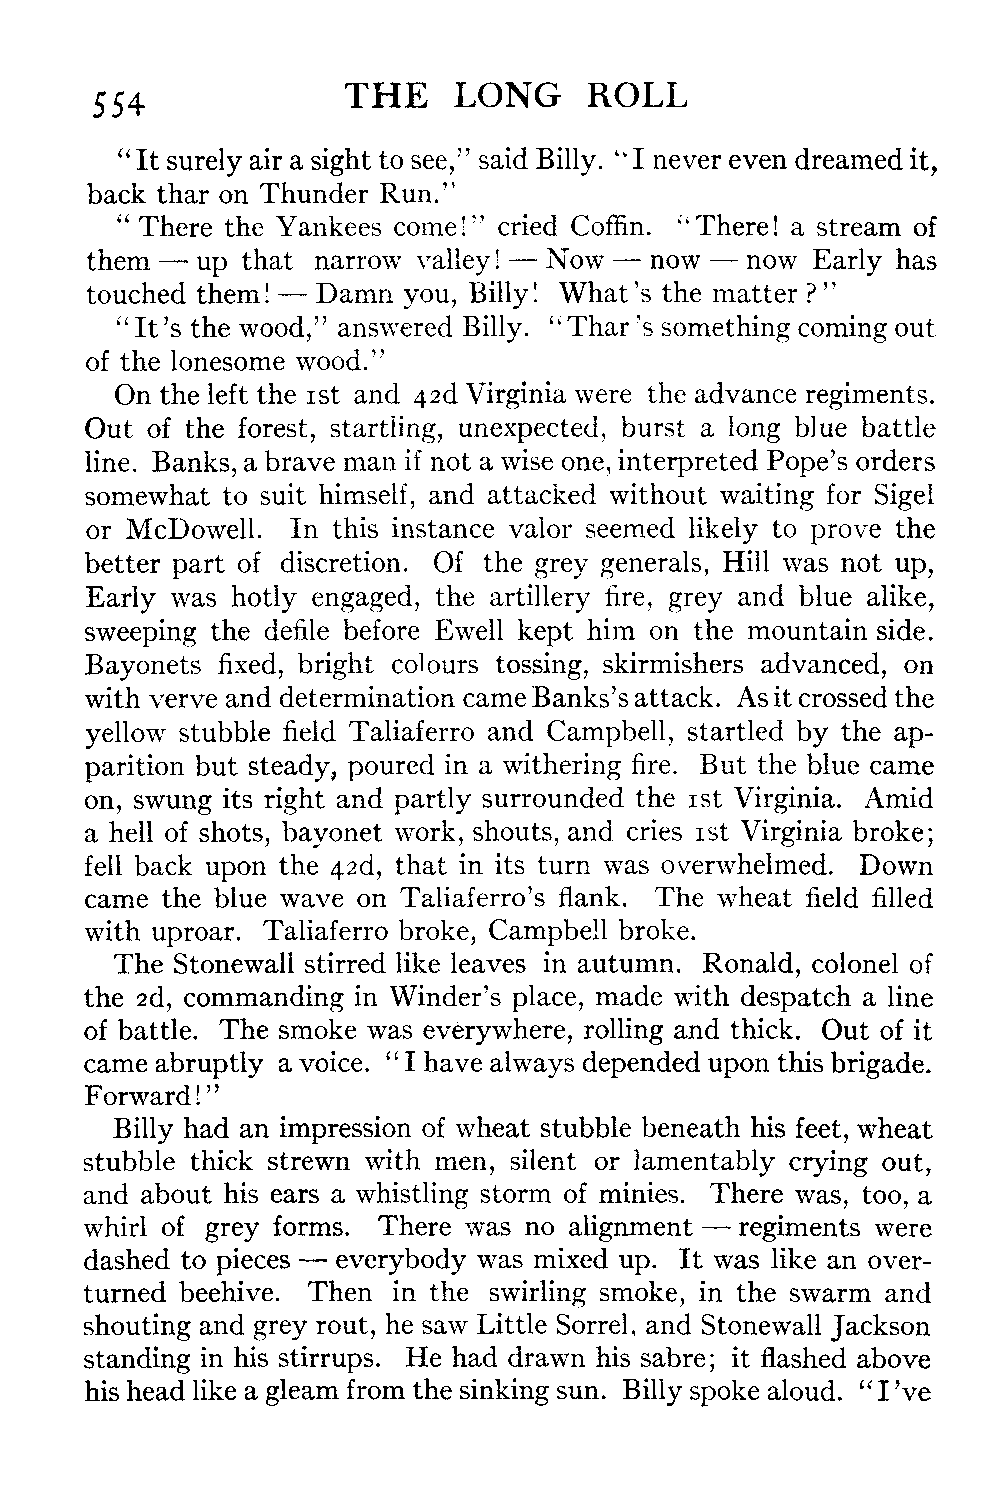 554 THE LONG ROLL
"It surely air a sight to see," said Billy. "I never even dreamed it,
back thar on Thunder Run."
"There the Yankees come!" cried Coffin. "There! a stream of
them — up that narrow valley! — Now — now — now Early has
touched them! — Damn you, Billy! What's the matter?"
"It's the wood," answered Billy. "Thar's something coming out
of the lonesome wood."
On the left the 1st and 42d Virginia were the advance regiments.
Out of the forest, startling, unexpected, burst a long blue battle
line. Banks, a brave man if not a wise one, interpreted Pope's orders
somewhat to suit himself, and attacked without waiting for Sigel
or McDowell. In this instance valor seemed likely to prove the
better part of discretion. Of the grey generals, Hill was not up,
Early was hotly engaged, the artillery fire, grey and blue alike,
sweeping the defile before Ewell kept him on the mountain side.
Bayonets fixed, bright colours tossing, skirmishers advanced, on
with verve and determination came Banks's attack. As it crossed the
yellow stubble field Taliaferro and Campbell, startled by the ap-
parition but steady, poured in a withering fire. But the blue came
on, swung its right and partly surrounded the 1st Virginia. Amid
a hell of shots, bayonet work, shouts, and cries 1st Virginia broke;
fell back upon the 42d, that in its turn was overwhelmed. Down
came the blue wave on Taliaferro's flank. The wheat field filled
with uproar. Taliaferro broke, Campbell broke.
The Stonewall stirred like leaves in autumn. Ronald, colonel of
the 2d, commanding in Winder's place, made with despatch a line
of battle. The smoke was everywhere, rolling and thick. Out of it
came abruptly a voice. "I have always depended upon this brigade.
Forward!"
Billy had an impression of wheat stubble beneath his feet, wheat
stubble thick strewn with men, silent or lamentably crying out,
and about his ears a whistling storm of minies. There was, too, a
whirl of grey forms. There was no alignment — regiments were
dashed to pieces — everybody was mixed up. It was like an over-
turned beehive. Then in the swirling smoke, in the swarm and
shouting and grey rout, he saw Little Sorrel, and Stonewall Jackson
standing in his stirrups. He had drawn his sabre; it flashed above
his head like a gleam from the sinking sun. Billy spoke aloud. "I've